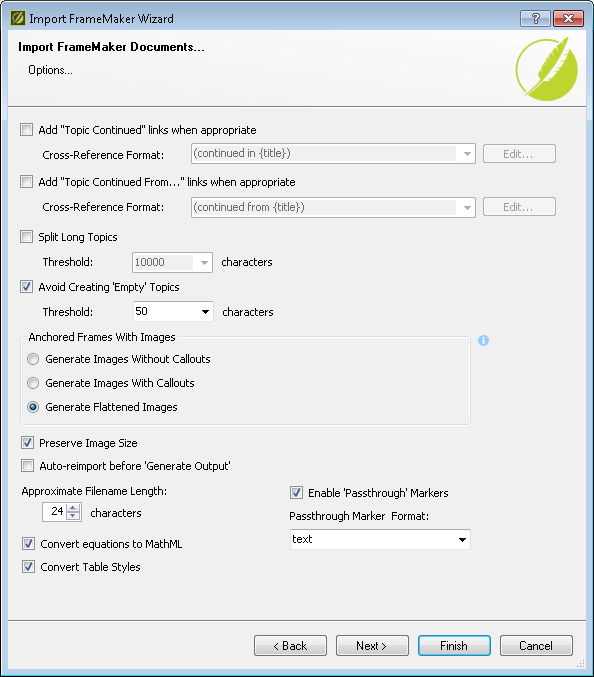 Import FrameMaker Wizard
Import FrameMaker Documents...
Options...
Add "Topic Continued" links when appropriate
Cross-Reference Format: (continued in {title}) Edit...
Add "Topic Continued From..." links when appropriate
Cross-Reference Format: (continued from {title}) Edit...
Split Long Topics
Threshold: 10000 characters
Avoid Creating 'Empty' Topics
Threshold: 50 characters
Anchored Frames With Images
Generate Images Without Callouts
Generate Images With Callouts
Generate Flattened Images
Preserve Image Size
Auto-reimport before 'Generate Output'
Approximate Filename Length:
24 characters
Enable 'Passthrough' Markers
Passthrough Marker Format:
text
Convert equations to MathML
Convert Table Styles
< Back Next > Finish Cancel